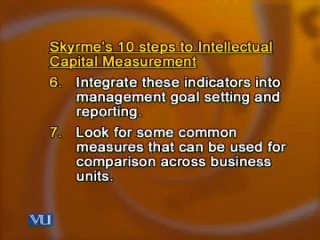 Skyrme's 10 steps to Intellectual
Capital Measurement
6. Integrate these indicators into
management goal setting and
reporting.
7. Look for some common
measures that can be used for
comparison across business
units.
VU